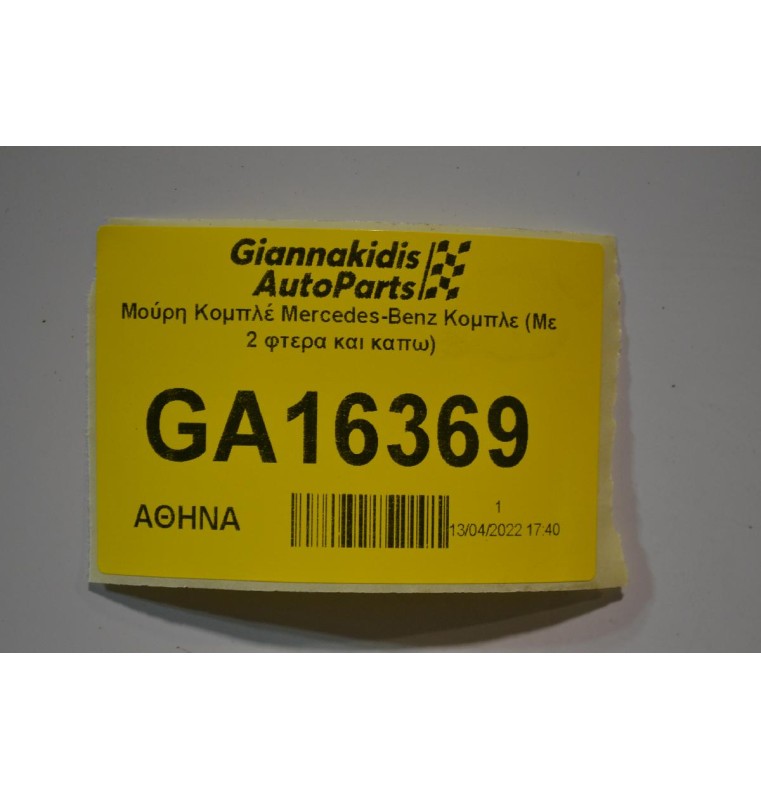 Giannakidis
AutoParts
Μούρη Κομπλέ Mercedes-Benz Κομπλε (Με
2 φτερα και καπω)
GA16369
ΑΘΗΝΑ
1
13/04/2022 17:40